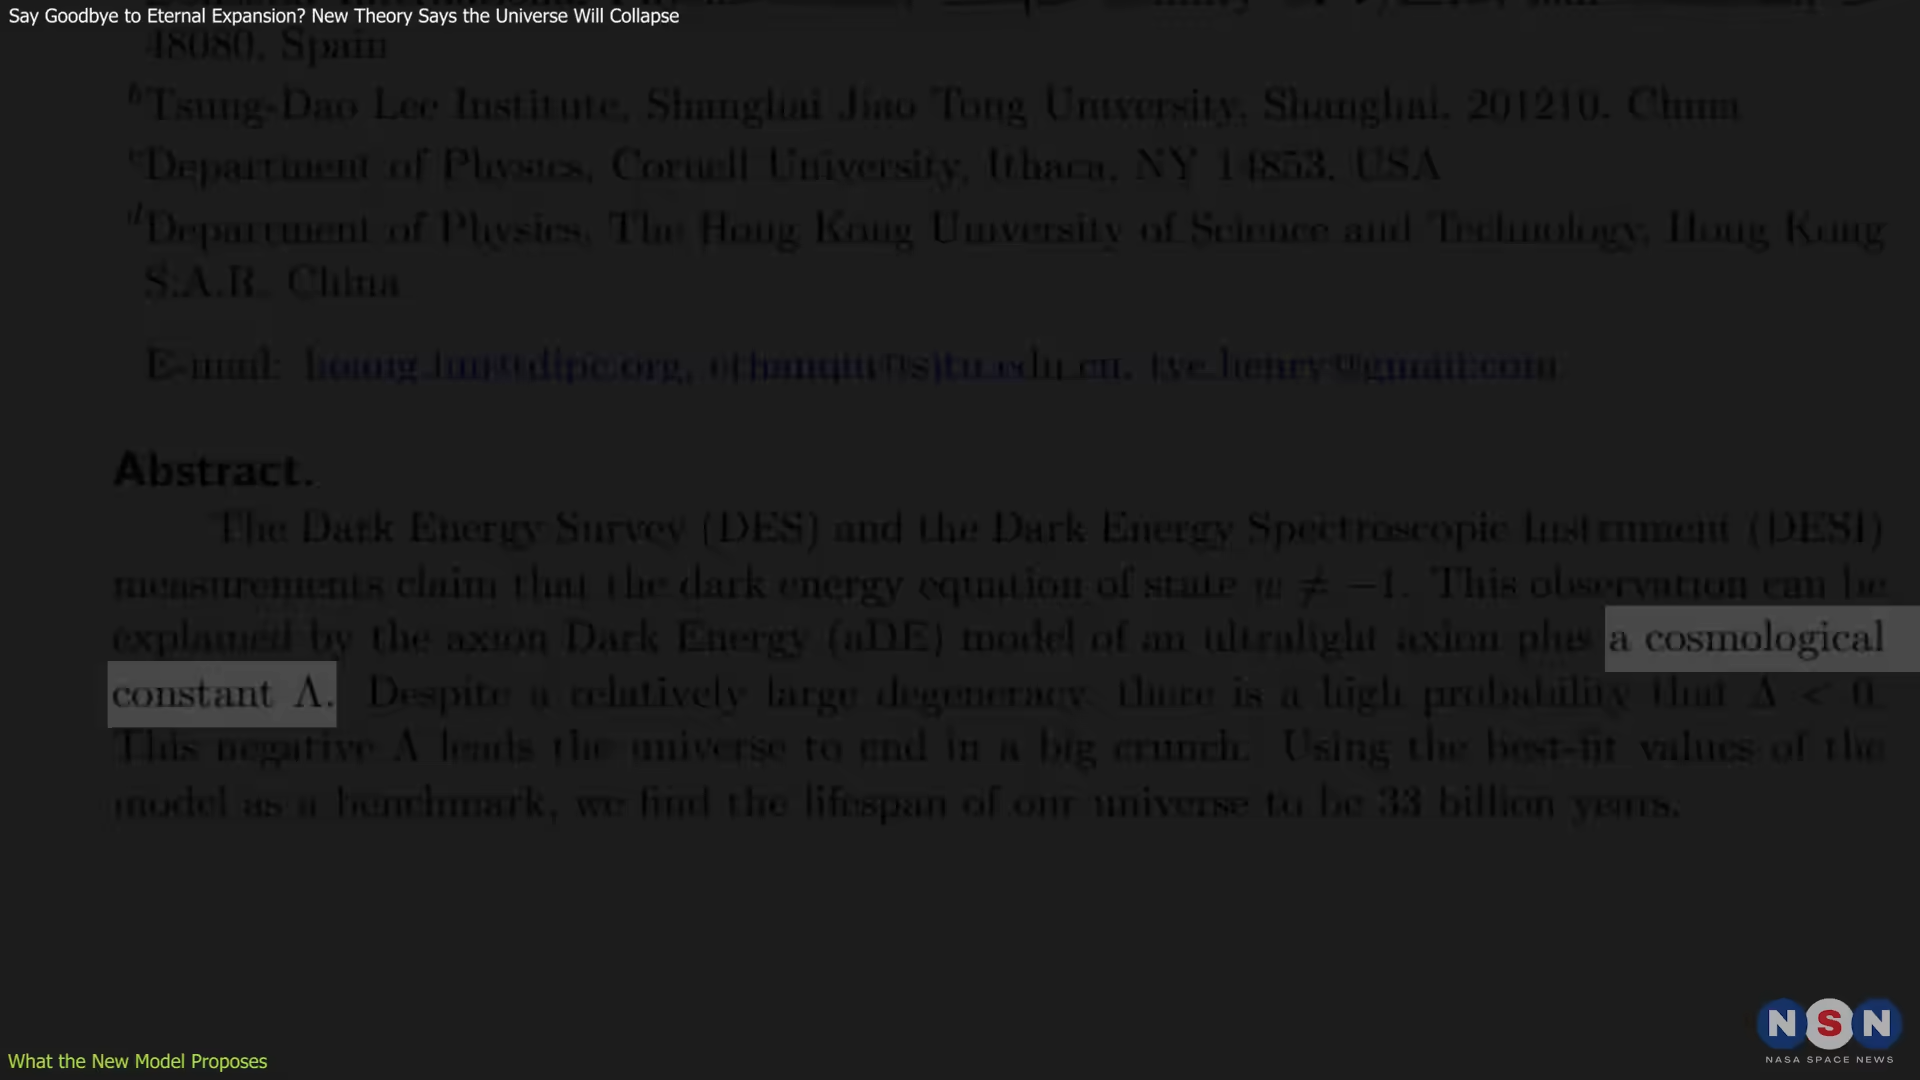 Say Goodbye to Eternal Expansion? New Theory Says the Universe Will Collapse
48080, Spain
b Tsung-Dao Lee Institute, Shanghai Jiao Tong University, Shanghai, 201210, China
c Department of Physics, Cornell University, Ithaca, NY 14853, USA
d Department of Physics, The Hong Kong University of Science and Technology, Hong Kong
S.A.R. China
E-mail:
Abstract.
The Dark Energy Survey (DES) and the Dark Energy Spectroscopic Instrument (DESI)
measurements claim that the dark energy equation of state w ≠ −1. This observation can be
explained by the axion Dark Energy (aDE) model of an ultralight axion plus a cosmological
constant Λ. Despite a relatively large degeneracy, there is a high probability that Λ < 0.
This negative Λ leads the universe to end in a big crunch. Using the best-fit values of the
model as a benchmark, we find the lifespan of our universe to be 33 billion years.
NSN
NASA SPACE NEWS
What the New Model Proposes